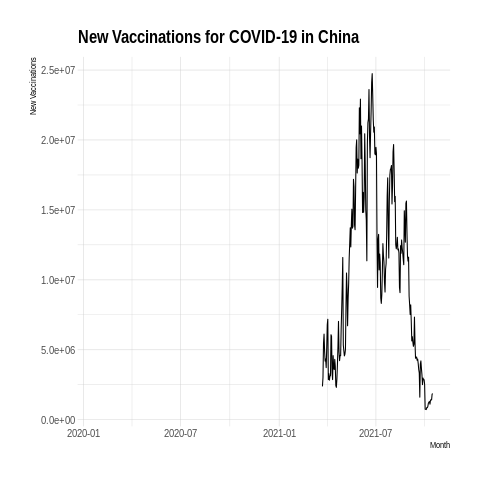 New Vaccinations for COVID-19 in China
New Vaccinations
2.5e+07
2.0e+07
1.5e+07
1.0e+07
5.0e+06
0.0e+00
2020-01 2020-07 2021-01 2021-07
Month